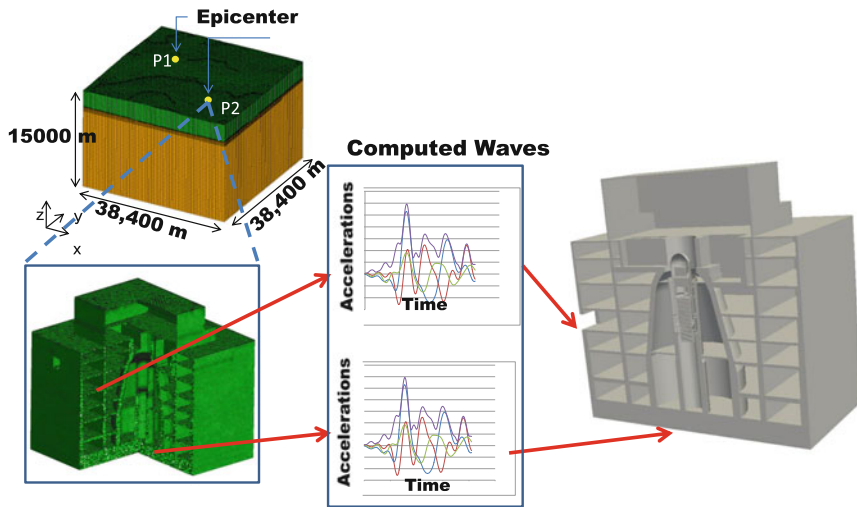 Epicenter
P1
P2
15000 m
38,400 m
38,400 m
z
y
x
Computed Waves
Accelerations
Time
Accelerations
Time